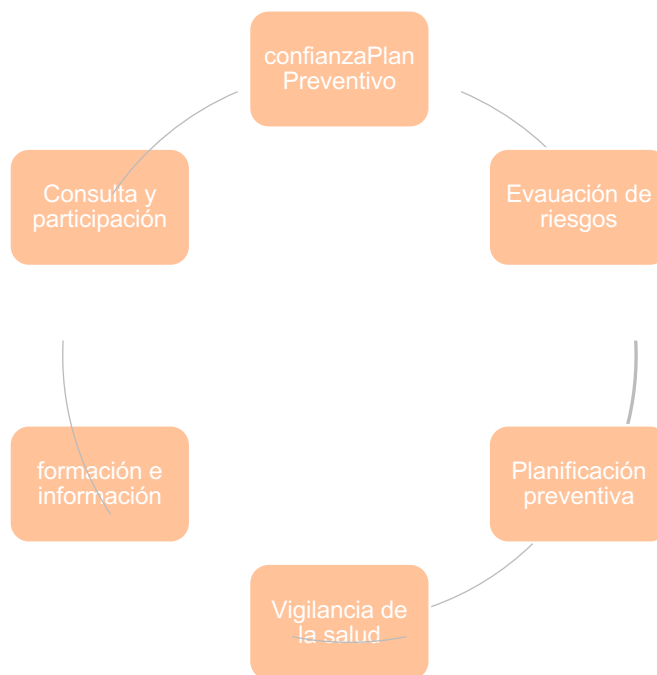 confianzaPlan
Preventivo
Evauación de
riesgos
Planificación
preventiva
Vigilancia de
la salud
formación e
información
Consulta y
participación